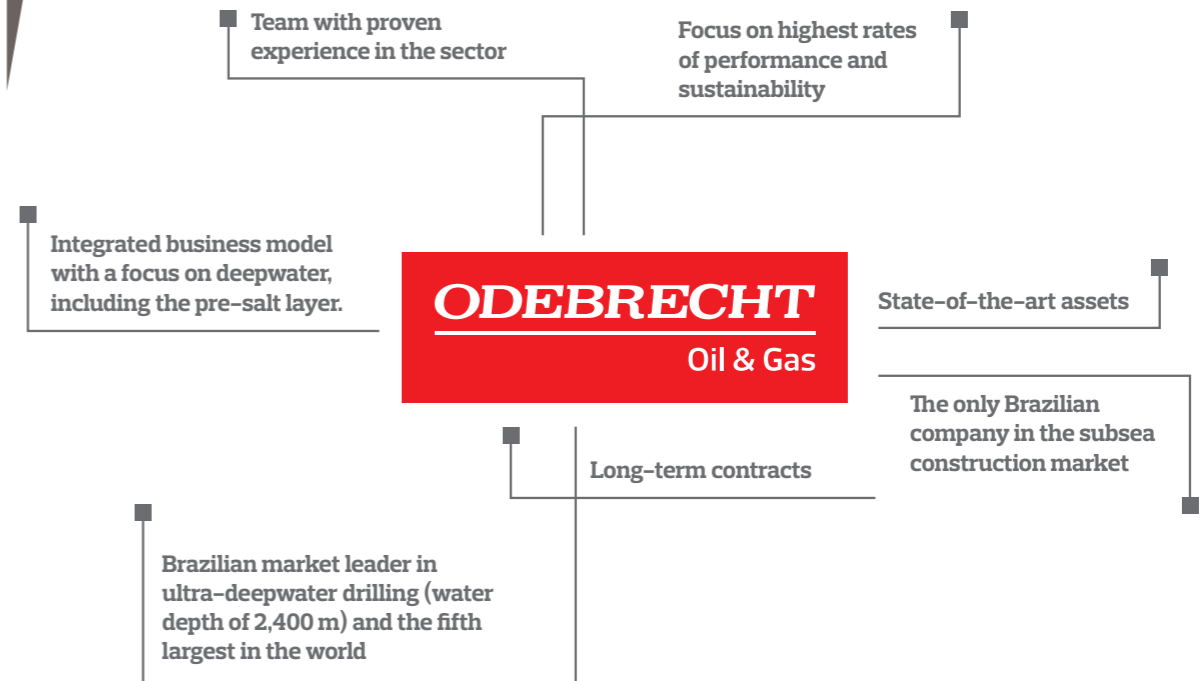 Team with proven
experience in the sector
Focus on highest rates
of performance and
sustainability
Integrated business model
with a focus on deepwater,
including the pre-salt layer.
ODEBRECHT
Oil & Gas
State-of-the-art assets
The only Brazilian
company in the subsea
construction market
Long-term contracts
Brazilian market leader in
ultra-deepwater drilling (water
depth of 2,400 m) and the fifth
largest in the world